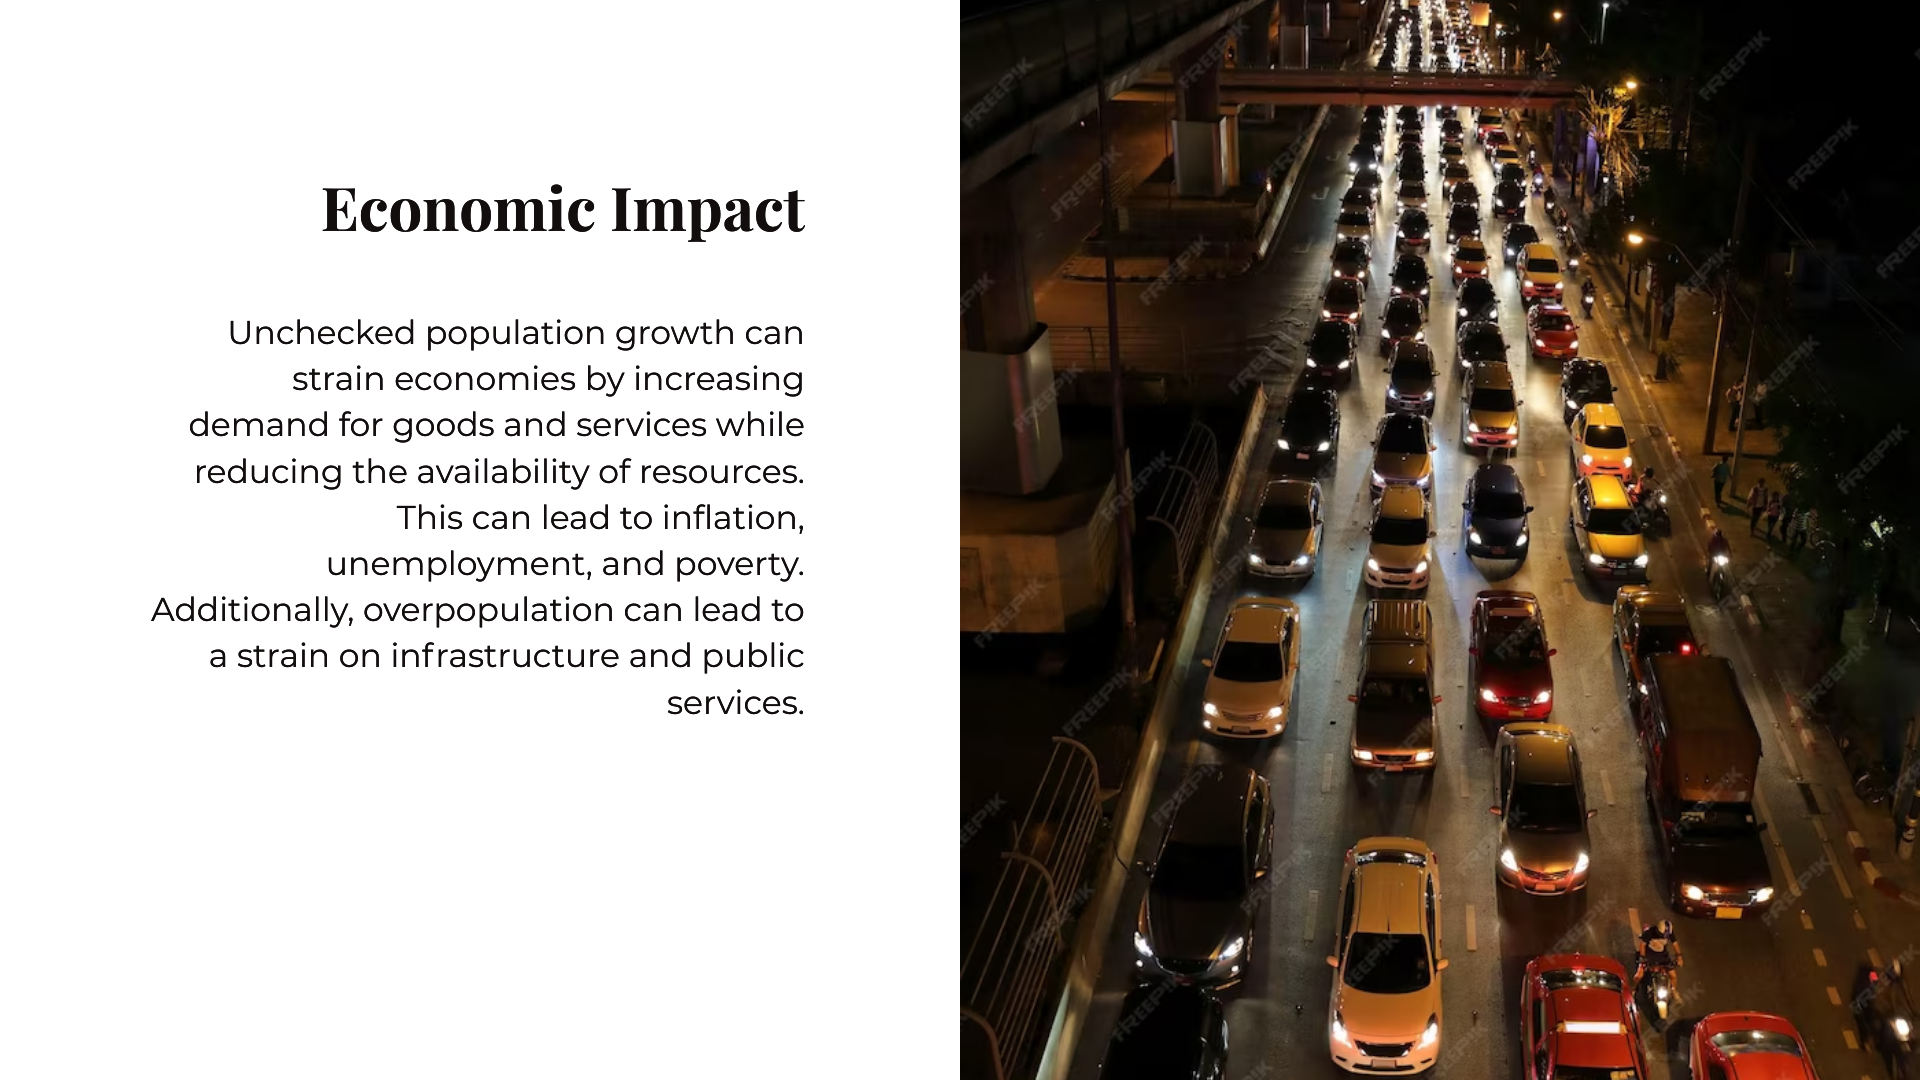 Economic Impact
Unchecked population growth can
strain economies by increasing
demand for goods and services while
reducing the availability of resources.
This can lead to inflation,
unemployment, and poverty.
Additionally, overpopulation can lead to
a strain on infrastructure and public
services.
FREEPIK